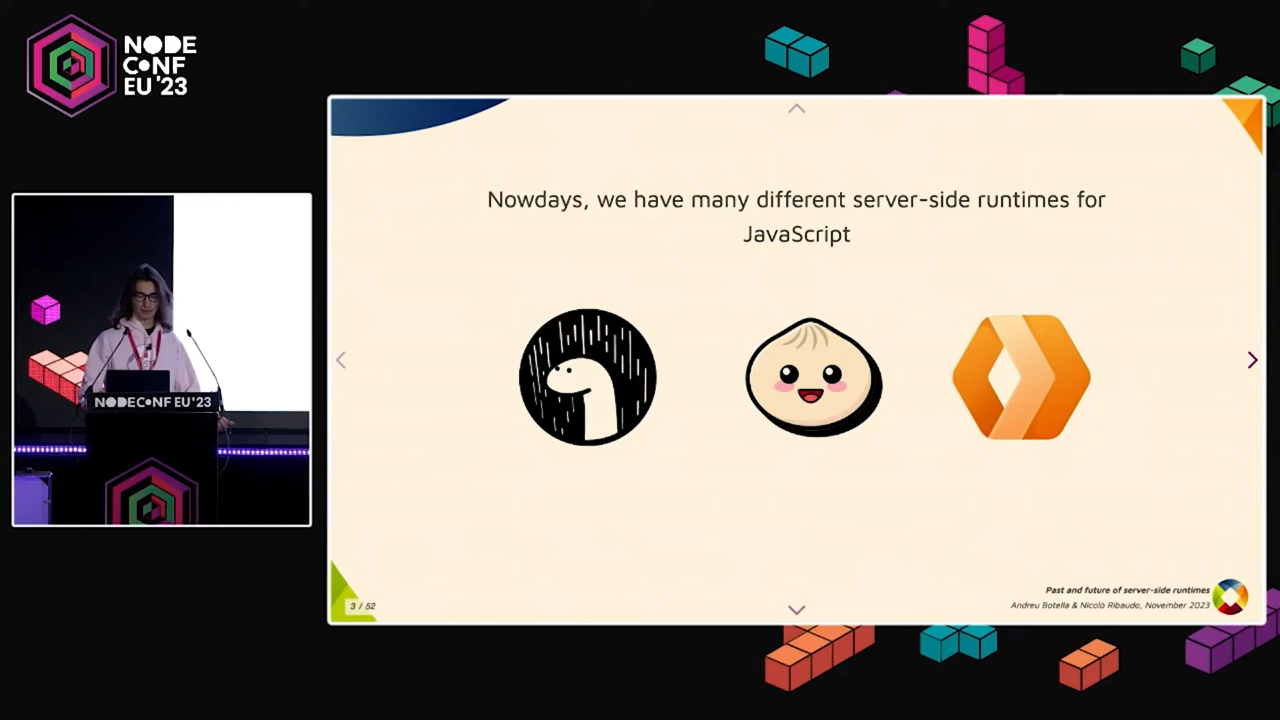 NODE
CONF
EU '23
Nowdays, we have many different server-side runtimes for
JavaScript
NODECONF EU'23
3 / 52
Past and future of server-side runtimes
Andreu Botella & Nicolò Ribaudo, November 2023